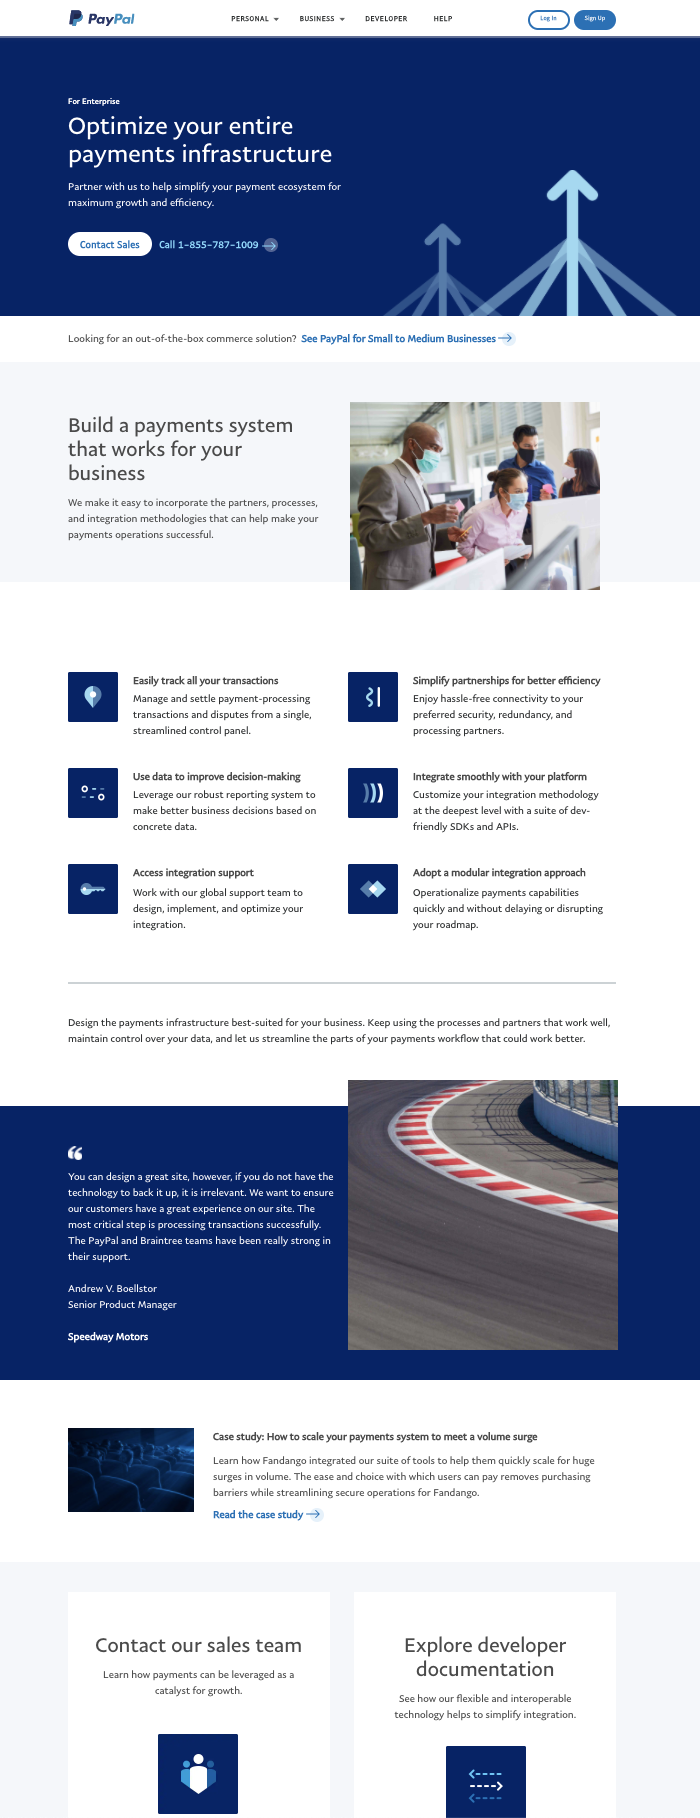 PayPal
PERSONAL
BUSINESS
DEVELOPER
HELP
Log In
Sign Up
For Enterprise
Optimize your entire
payments infrastructure
Partner with us to help simplify your payment ecosystem for
maximum growth and efficiency.
Contact Sales
Call 1-855-787-1009
Looking for an out-of-the-box commerce solution? See PayPal for Small to Medium Businesses
Build a payments system
that works for your
business
We make it easy to incorporate the partners, processes,
and integration methodologies that can help make your
payments operations successful.
Easily track all your transactions
Manage and settle payment-processing
transactions and disputes from a single,
streamlined control panel.
Simplify partnerships for better efficiency
Enjoy hassle-free connectivity to your
preferred security, redundancy, and
processing partners.
Use data to improve decision-making
Leverage our robust reporting system to
make better business decisions based on
concrete data.
Integrate smoothly with your platform
Customize your integration methodology
at the deepest level with a suite of dev-
friendly SDKs and APIs.
Access integration support
Work with our global support team to
design, implement, and optimize your
integration.
Adopt a modular integration approach
Operationalize payments capabilities
quickly and without delaying or disrupting
your roadmap.
Design the payments infrastructure best-suited for your business. Keep using the processes and partners that work well,
maintain control over your data, and let us streamline the parts of your payments workflow that could work better.
You can design a great site, however, if you do not have the
technology to back it up, it is irrelevant. We want to ensure
our customers have a great experience on our site. The
most critical step is processing transactions successfully.
The PayPal and Braintree teams have been really strong in
their support.
Andrew V. Boellstor
Senior Product Manager
Speedway Motors
Case study: How to scale your payments system to meet a volume surge
Learn how Fandango integrated our suite of tools to help them quickly scale for huge
surges in volume. The ease and choice with which users can pay removes purchasing
barriers while streamlining secure operations for Fandango.
Read the case study
Contact our sales team
Learn how payments can be leveraged as a
catalyst for growth.
Explore developer
documentation
See how our flexible and interoperable
technology helps to simplify integration.